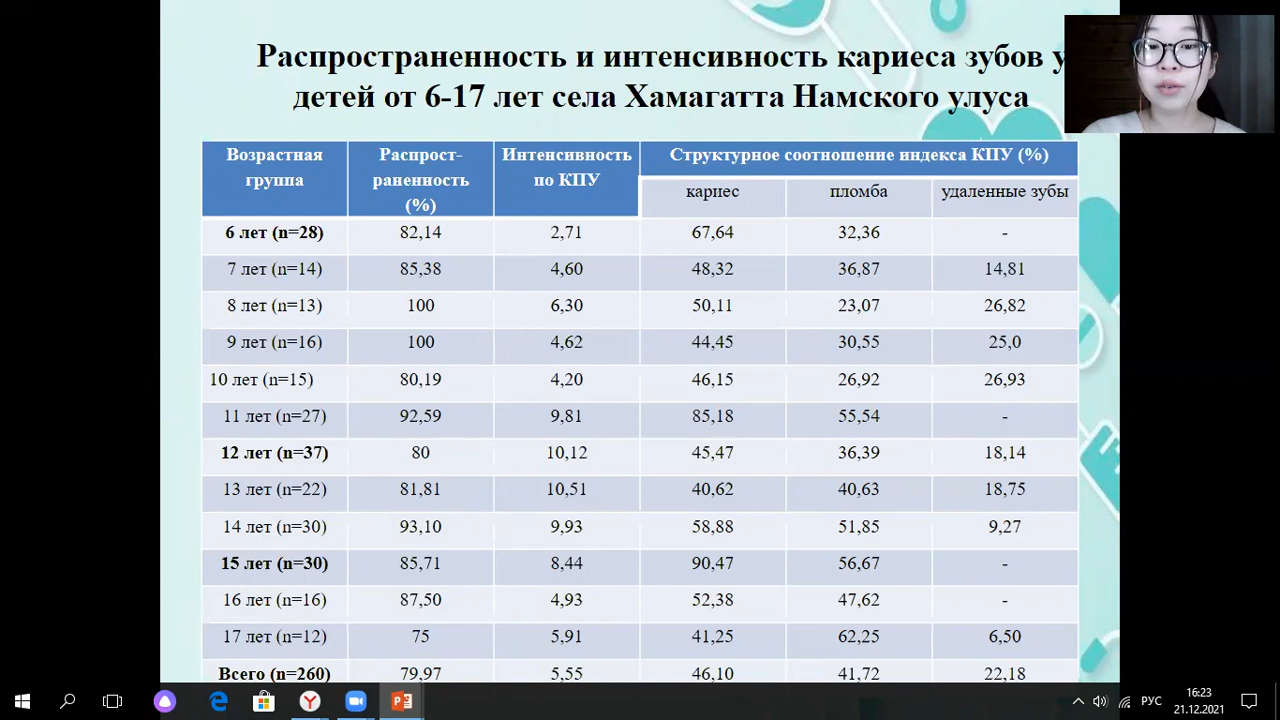 Распространенность и интенсивность кариеса зубов у
детей от 6-17 лет села Хамагатта Намского улуса
Возрастная группа Распрост-раненность (%) Интенсивность по КПУ Структурное соотношение индекса КПУ (%)
кариес пломба удаленные зубы
6 лет (n=28) 82,14 2,71 67,64 32,36 -
7 лет (n=14) 85,38 4,60 48,32 36,87 14,81
8 лет (n=13) 100 6,30 50,11 23,07 26,82
9 лет (n=16) 100 4,62 44,45 30,55 25,0
10 лет (n=15) 80,19 4,20 46,15 26,92 26,93
11 лет (n=27) 92,59 9,81 85,18 55,54 -
12 лет (n=37) 80 10,12 45,47 36,39 18,14
13 лет (n=22) 81,81 10,51 40,62 40,63 18,75
14 лет (n=30) 93,10 9,93 58,88 51,85 9,27
15 лет (n=30) 85,71 8,44 90,47 56,67 -
16 лет (n=16) 87,50 4,93 52,38 47,62 -
17 лет (n=12) 75 5,91 41,25 62,25 6,50
Всего (n=260) 79,97 5,55 46,10 41,72 22,18
РУС
16:23
21.12.2021